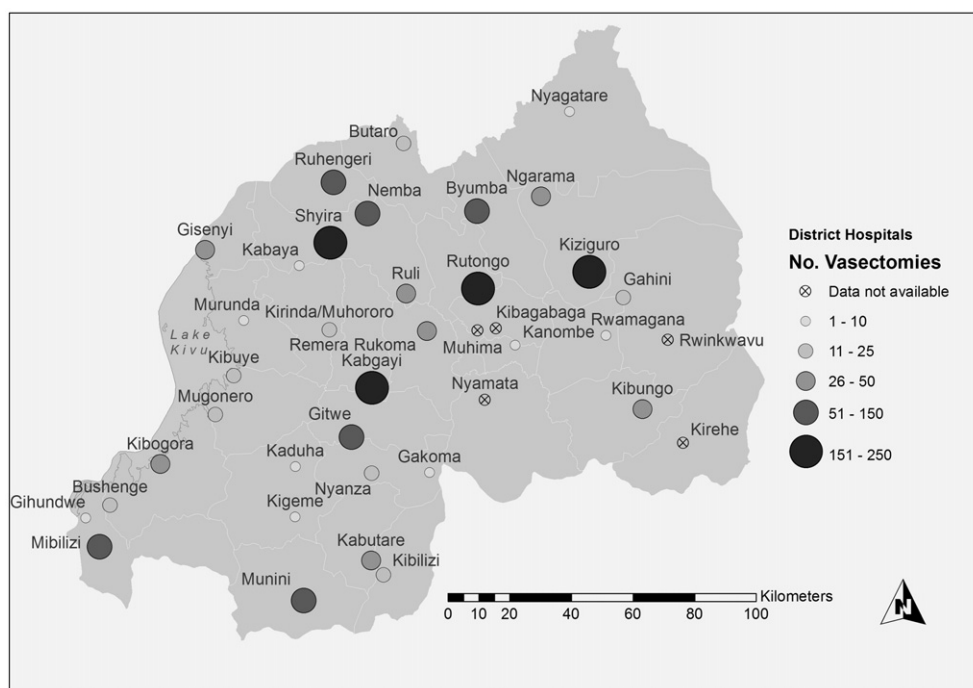 Nyagatare
Butaro
Ruhengeri
Nemba
Byumba
Ngarama
Shyira
Gisenyi
Kabaya
Kiziguro
Rutongo
Ruli
Gahini
Murunda
Kirinda/Muhororo
Kibagabaga
Kanombe
Rwamagana
Lake
Kivu
Remera Rukoma
Muhima
Rwinkwavu
Kabgayi
Kibuye
Nyamata
Kibungo
Mugonero
Gitwe
Kirehe
Kibogora
Kaduha
Gakoma
Bushenge
Nyanza
Gihundwe
Kigeme
Mibilizi
Kabutare
Kibilizi
Munini
District Hospitals
No. Vasectomies
Data not available
1 - 10
11 - 25
26 - 50
51 - 150
151 - 250
Kilometers
0 5 10 15 20 40 60 80 100
N